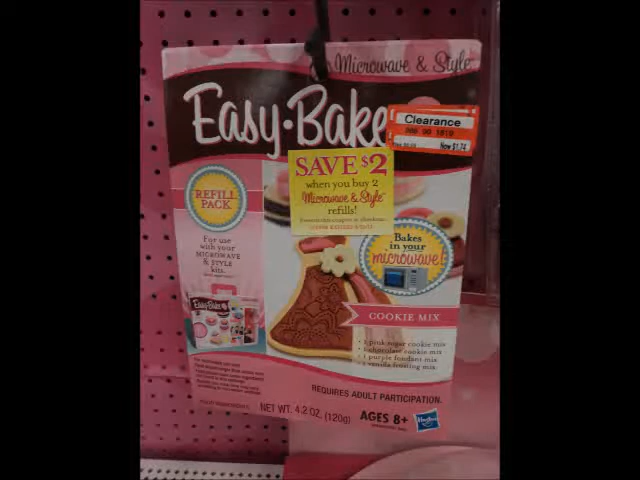 Microwave & Style
Easy-Bake
Clearance
Now $1.74
SAVE $2
when you buy 2
Microwave & Style
refills!
REFILL
PACK
For use
with your
MICROWAVE
& STYLE
kits.
Bakes
in your
microwave!
Easy-Bake
COOKIE MIX
1 pink sugar cookie mix
1 chocolate cookie mix
1 purple fondant mix
1 vanilla frosting mix
REQUIRES ADULT PARTICIPATION.
NET WT. 4.2 OZ. (120g)
AGES 8+
Hasbro